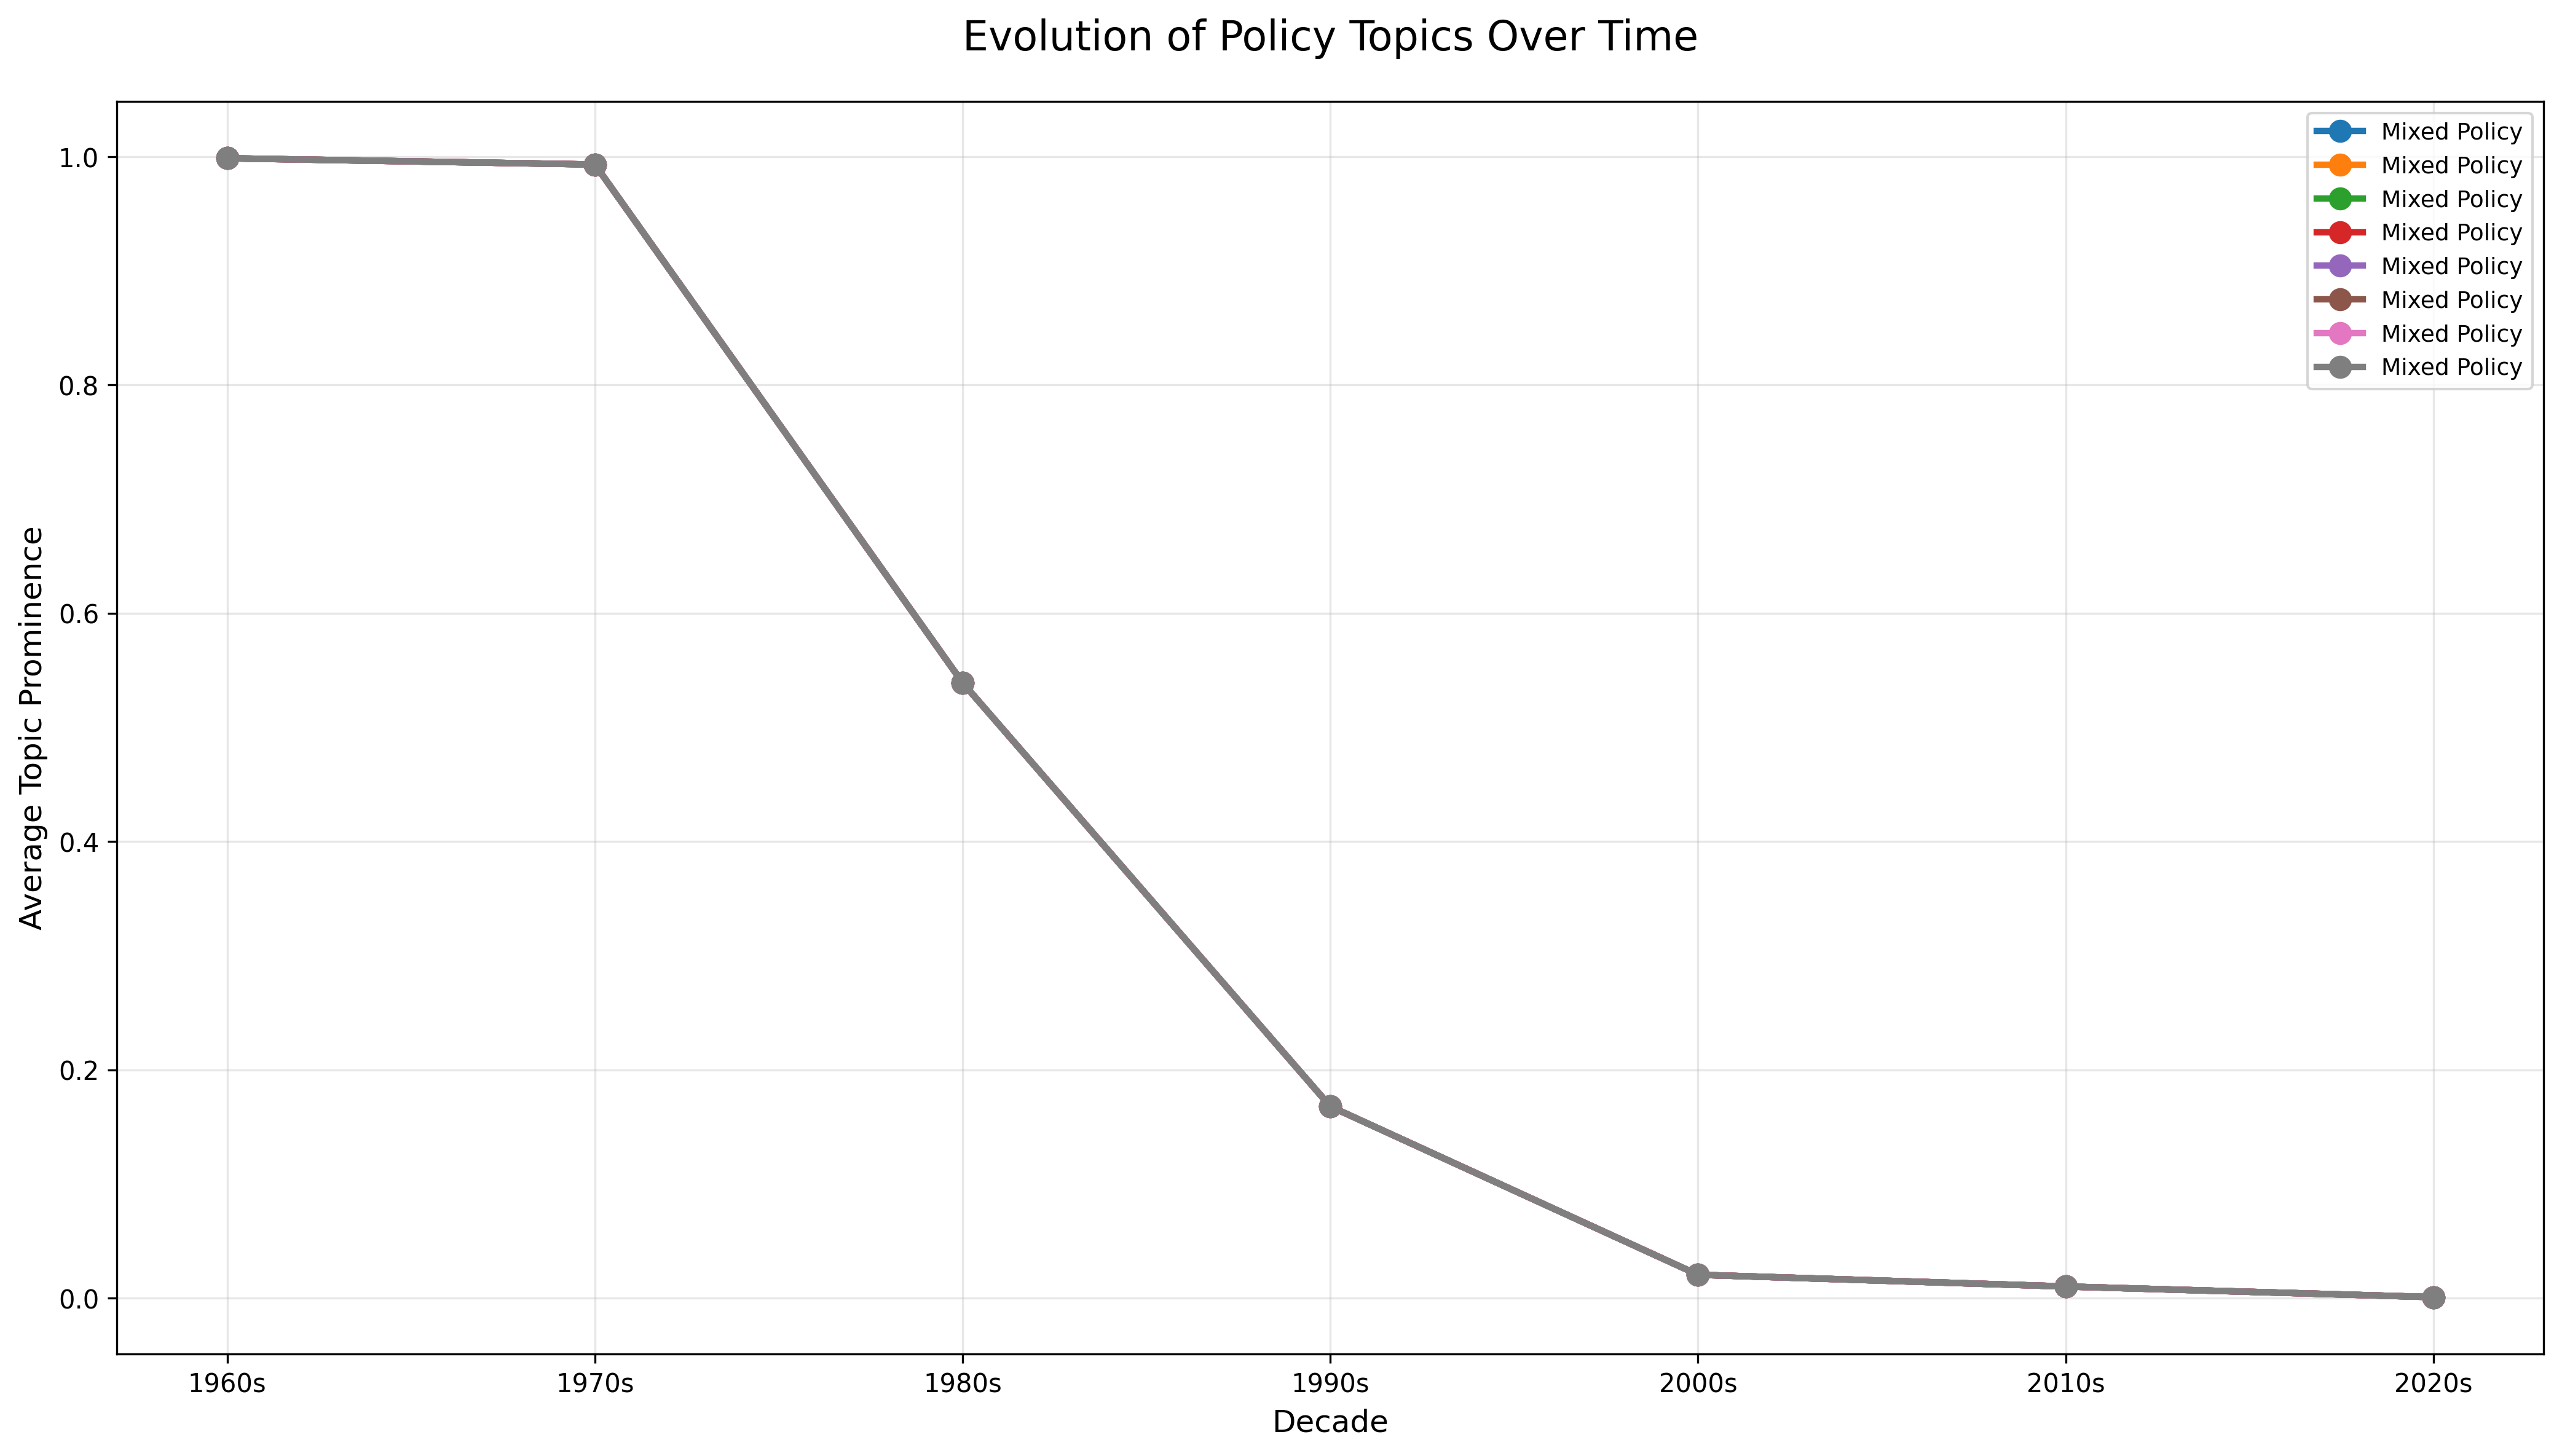 Evolution of Policy Topics Over Time
Average Topic Prominence
1.0
0.8
0.6
0.4
0.2
0.0
Mixed Policy
Mixed Policy
Mixed Policy
Mixed Policy
Mixed Policy
Mixed Policy
Mixed Policy
Mixed Policy
1960s 1970s 1980s 1990s 2000s 2010s 2020s
Decade